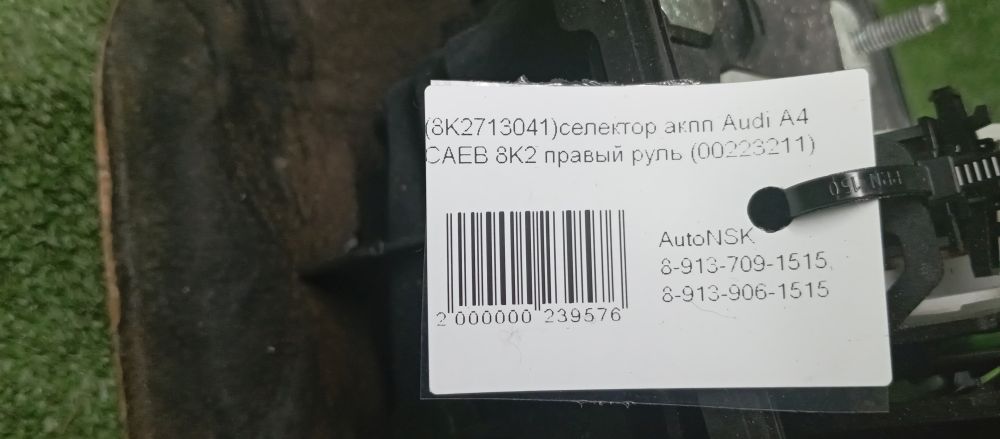 (8K2713041)селектор акпп Audi A4
CAEB 8K2 правый руль (00223211)
AutoNSK
8-913-709-1515,
8-913-906-1515
2 000000 239576